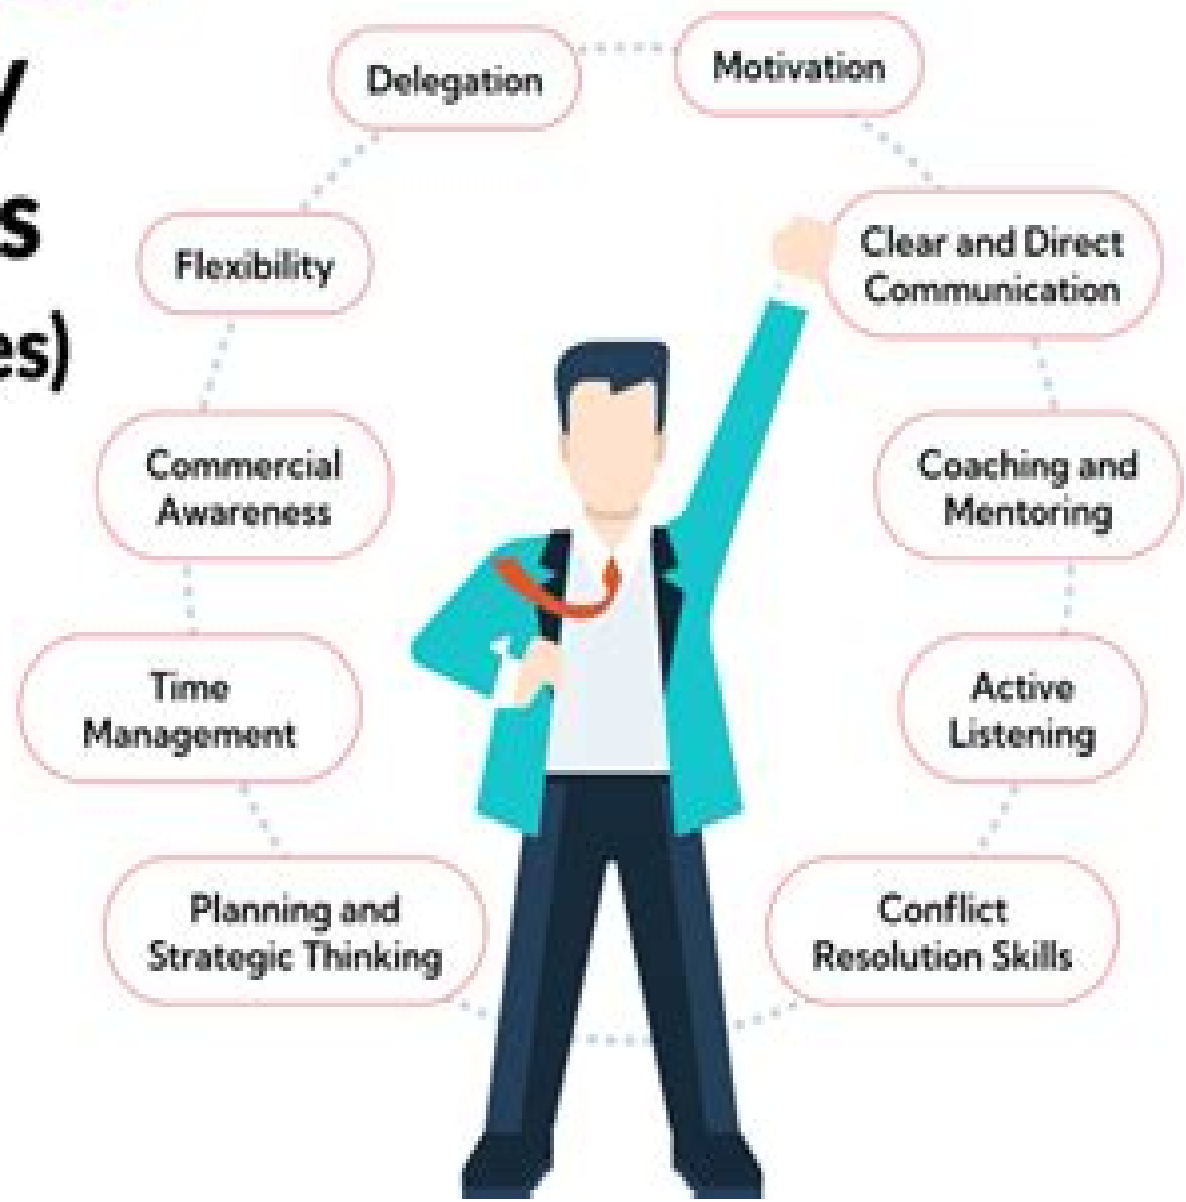 y
s
es)
Delegation
Motivation
Flexibility
Clear and Direct
Communication
Commercial
Awareness
Coaching and
Mentoring
Time
Management
Active
Listening
Planning and
Strategic Thinking
Conflict
Resolution Skills